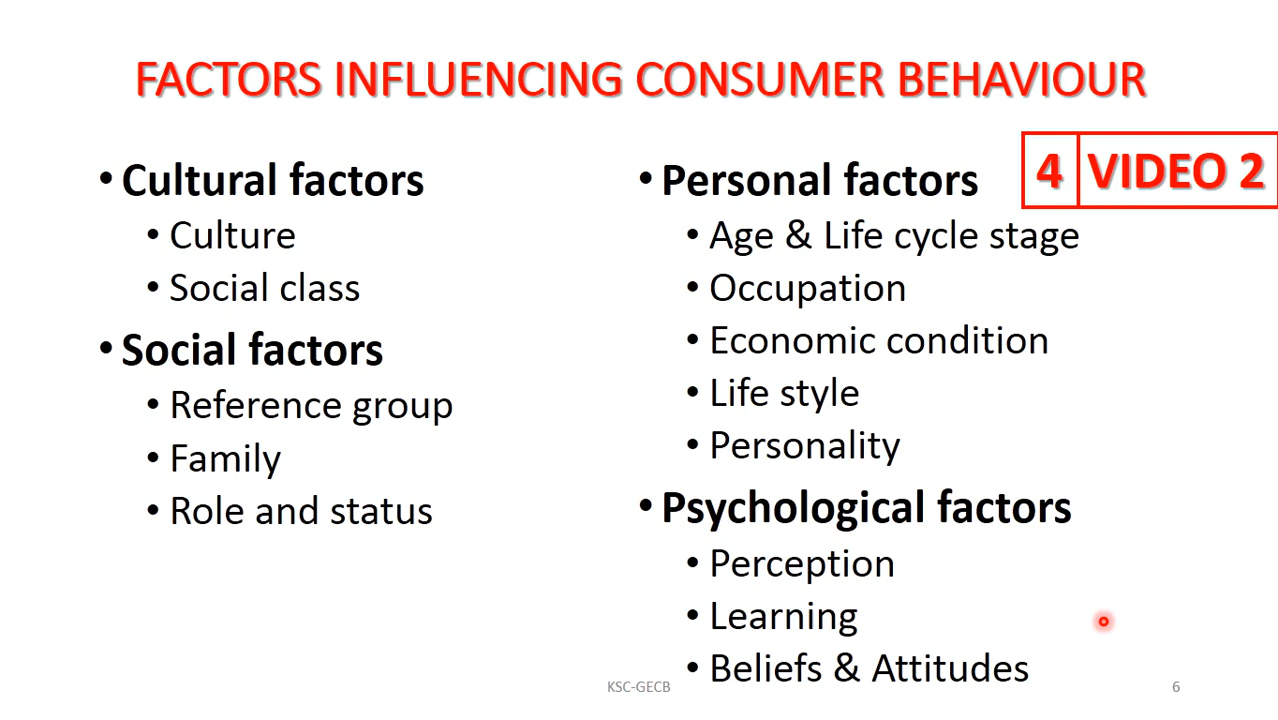 FACTORS INFLUENCING CONSUMER BEHAVIOUR
• Cultural factors
• Culture
• Social class
• Social factors
• Reference group
• Family
• Role and status
4 VIDEO 2
• Personal factors
• Age & Life cycle stage
• Occupation
• Economic condition
• Life style
• Personality
• Psychological factors
• Perception
• Learning
• Beliefs & Attitudes
KSC-GECB
6